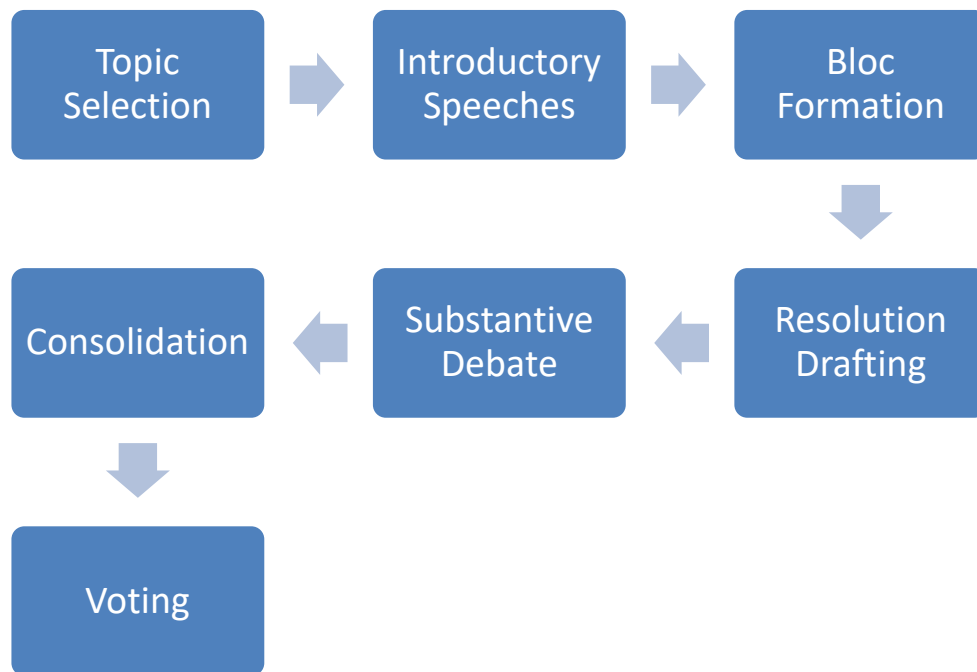 Topic
Selection
Introductory
Speeches
Bloc
Formation
Resolution
Drafting
Substantive
Debate
Consolidation
Voting